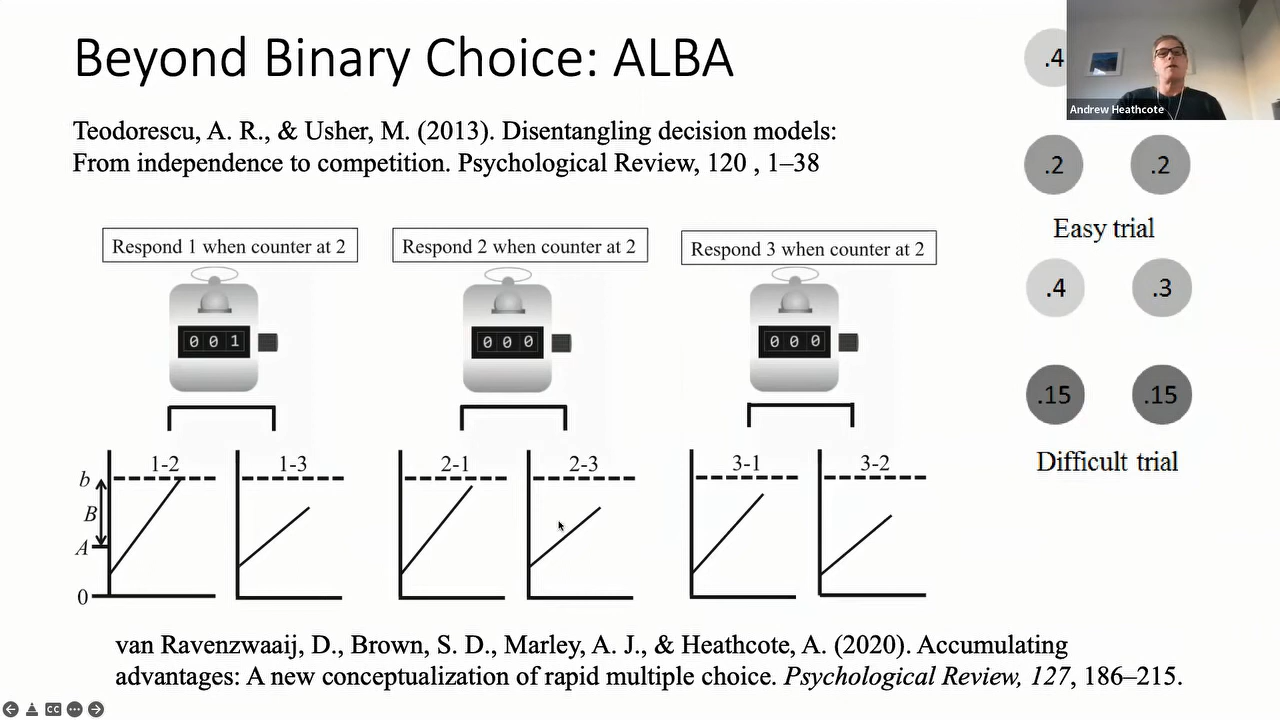 Beyond Binary Choice: ALBA
Teodorescu, A. R., & Usher, M. (2013). Disentangling decision models:
From independence to competition. Psychological Review, 120 , 1–38
Respond 1 when counter at 2
Respond 2 when counter at 2
Respond 3 when counter at 2
0 0 1
0 0 0
0 0 0
1-2
1-3
2-1
2-3
3-1
3-2
b
B
A
0
van Ravenzwaaij, D., Brown, S. D., Marley, A. J., & Heathcote, A. (2020). Accumulating
advantages: A new conceptualization of rapid multiple choice. Psychological Review, 127, 186–215.
.4
Andrew Heathcote
.2
.2
Easy trial
.4
.3
.15
.15
Difficult trial
CC